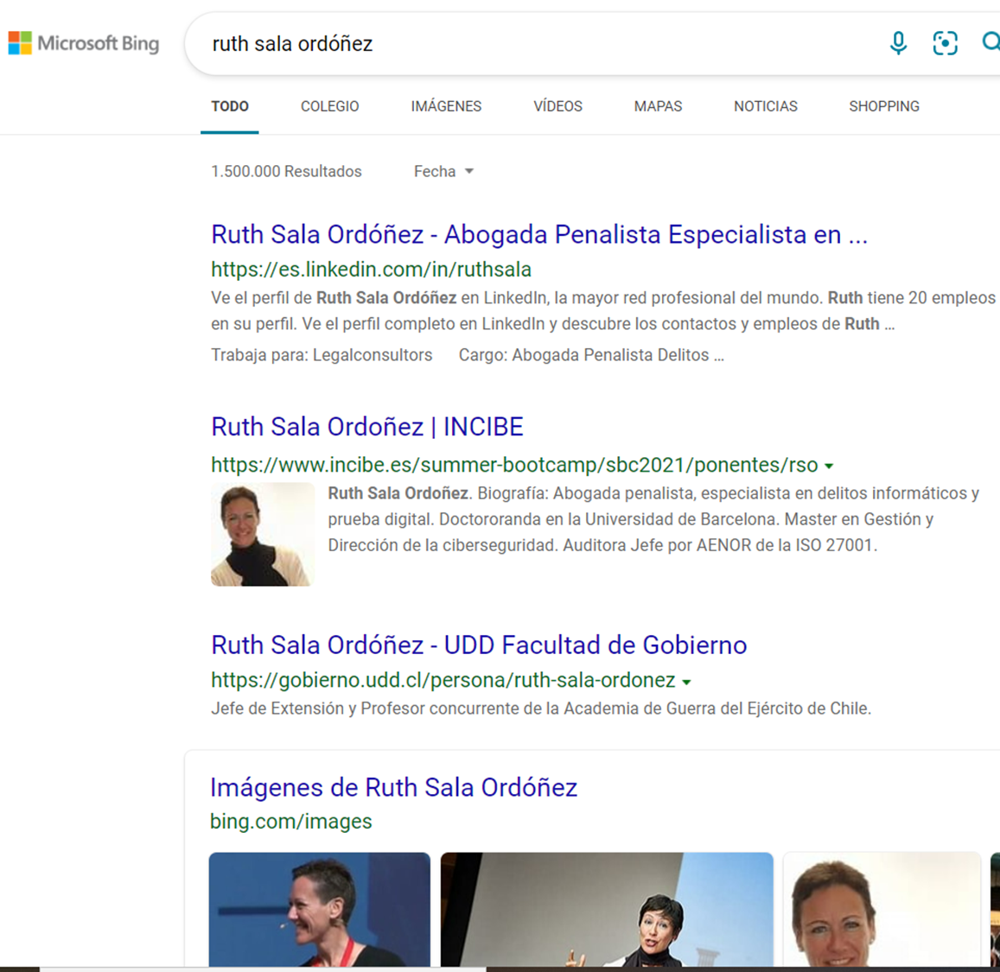 Microsoft Bing
ruth sala ordóñez
TODO COLEGIO IMÁGENES VÍDEOS MAPAS NOTICIAS SHOPPING
1.500.000 Resultados Fecha
Ruth Sala Ordóñez - Abogada Penalista Especialista en ...
https://es.linkedin.com/in/ruthsala
Ve el perfil de Ruth Sala Ordóñez en LinkedIn, la mayor red profesional del mundo. Ruth tiene 20 empleos
en su perfil. Ve el perfil completo en LinkedIn y descubre los contactos y empleos de Ruth ...
Trabaja para: Legalconsultors Cargo: Abogada Penalista Delitos ...
Ruth Sala Ordoñez | INCIBE
https://www.incibe.es/summer-bootcamp/sbc2021/ponentes/rso
Ruth Sala Ordoñez. Biografía: Abogada penalista, especialista en delitos informáticos y
prueba digital. Doctororanda en la Universidad de Barcelona. Master en Gestión y
Dirección de la ciberseguridad. Auditora Jefe por AENOR de la ISO 27001.
Ruth Sala Ordóñez - UDD Facultad de Gobierno
https://gobierno.udd.cl/persona/ruth-sala-ordonez
Jefe de Extensión y Profesor concurrente de la Academia de Guerra del Ejército de Chile.
Imágenes de Ruth Sala Ordóñez
bing.com/images